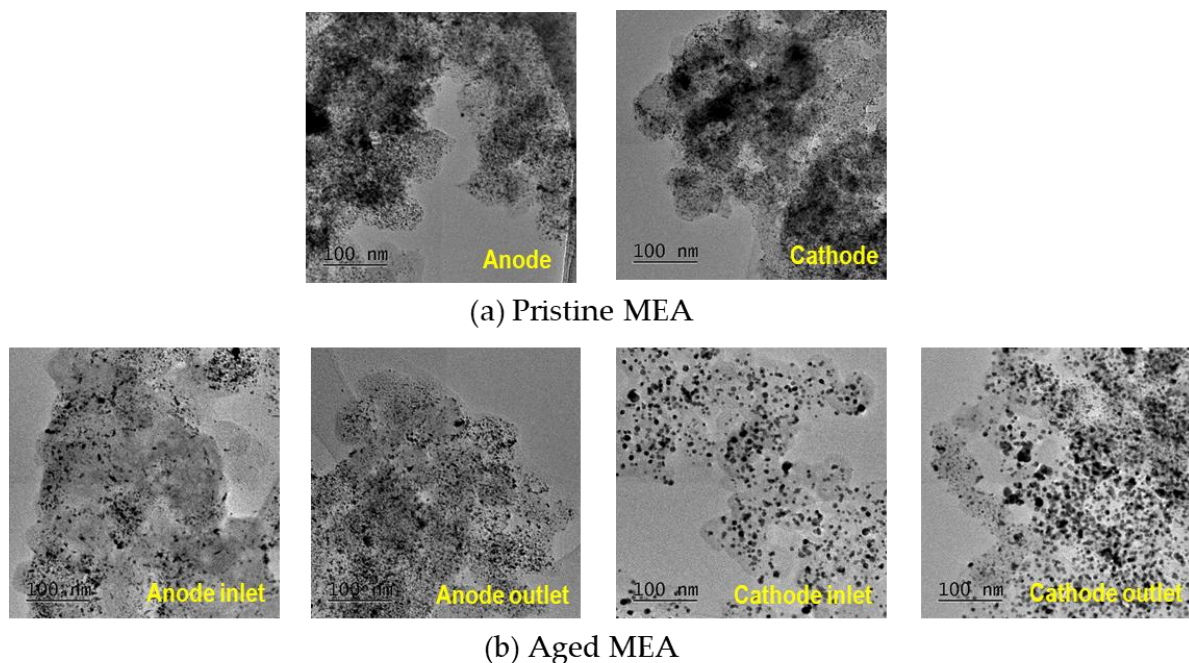 100 nm
Anode
100 nm
Cathode
(a) Pristine MEA
100 nm
Anode inlet
100 nm
Anode outlet
100 nm
Cathode inlet
100 nm
Cathode outlet
(b) Aged MEA